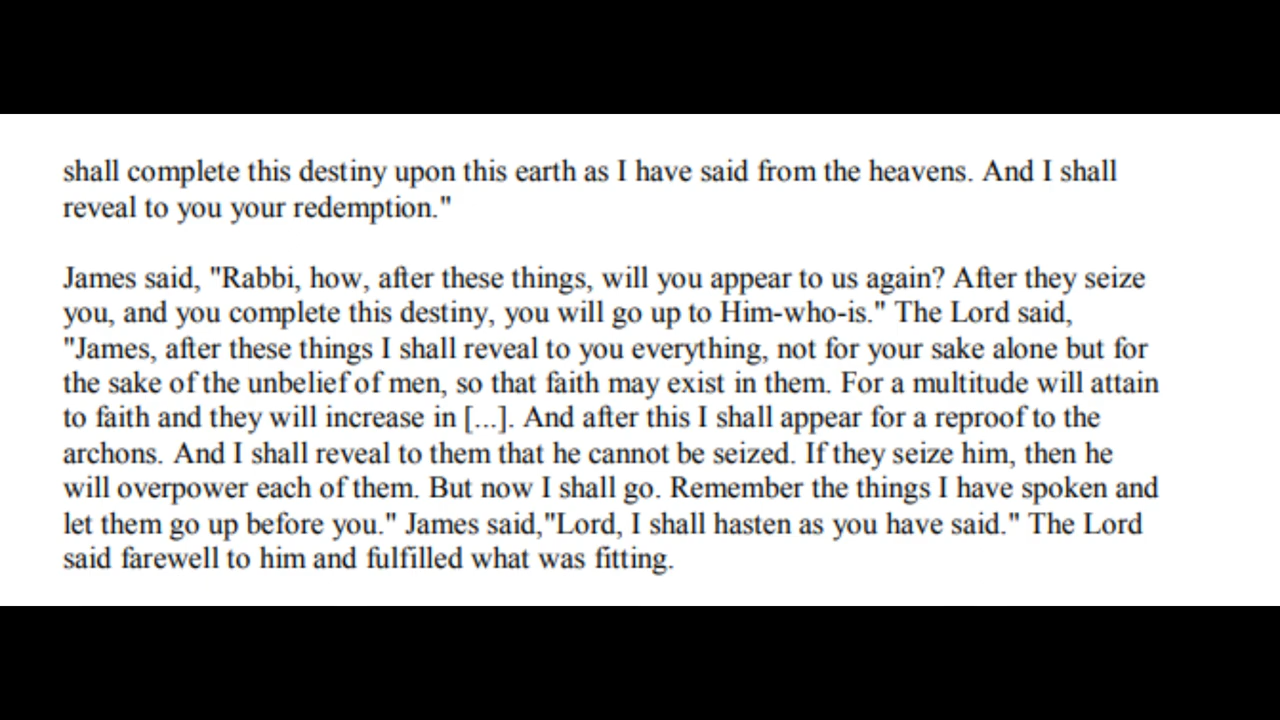 shall complete this destiny upon this earth as I have said from the heavens. And I shall
reveal to you your redemption."
James said, "Rabbi, how, after these things, will you appear to us again? After they seize
you, and you complete this destiny, you will go up to Him-who-is." The Lord said,
"James, after these things I shall reveal to you everything, not for your sake alone but for
the sake of the unbelief of men, so that faith may exist in them. For a multitude will attain
to faith and they will increase in [...]. And after this I shall appear for a reproof to the
archons. And I shall reveal to them that he cannot be seized. If they seize him, then he
will overpower each of them. But now I shall go. Remember the things I have spoken and
let them go up before you." James said,"Lord, I shall hasten as you have said." The Lord
said farewell to him and fulfilled what was fitting.